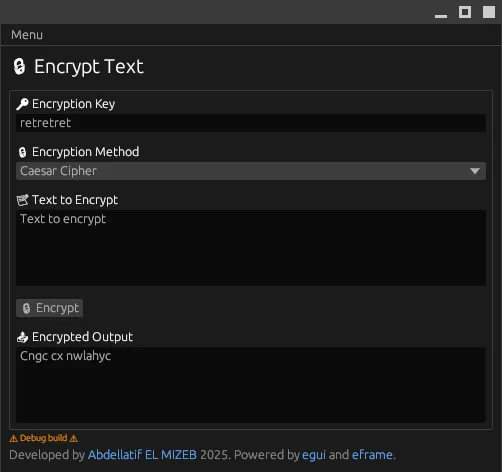 Menu
Encrypt Text
Encryption Key
retretret
Encryption Method
Caesar Cipher
Text to Encrypt
Text to encrypt
Encrypt
Encrypted Output
Cngc cx nwlahyc
⚠ Debug build ⚠
Developed by Abdellatif EL MIZEB 2025. Powered by egui and eframe.